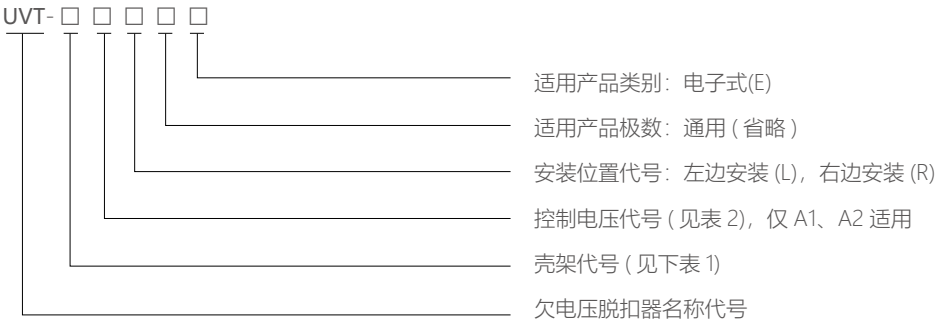 UVT-□ □ □ □ □
适用产品类别：电子式(E)
适用产品极数：通用 ( 省略 )
安装位置代号：左边安装 (L)，右边安装 (R)
控制电压代号 ( 见表 2)，仅 A1、A2 适用
壳架代号 ( 见下表 1)
欠电压脱扣器名称代号